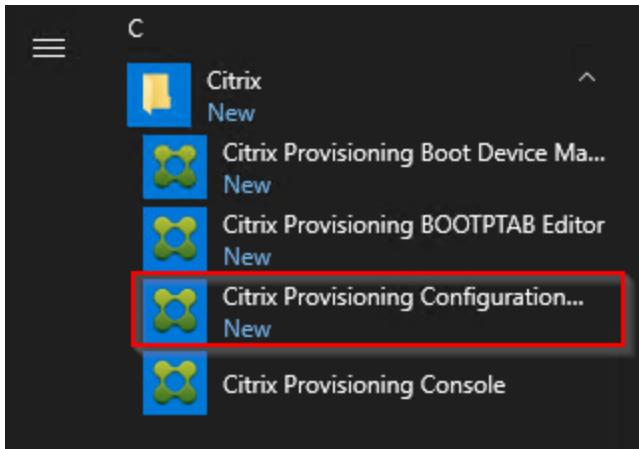 C
Citrix
New
Citrix Provisioning Boot Device Ma...
New
Citrix Provisioning BOOTPTAB Editor
New
Citrix Provisioning Configuration...
New
Citrix Provisioning Console